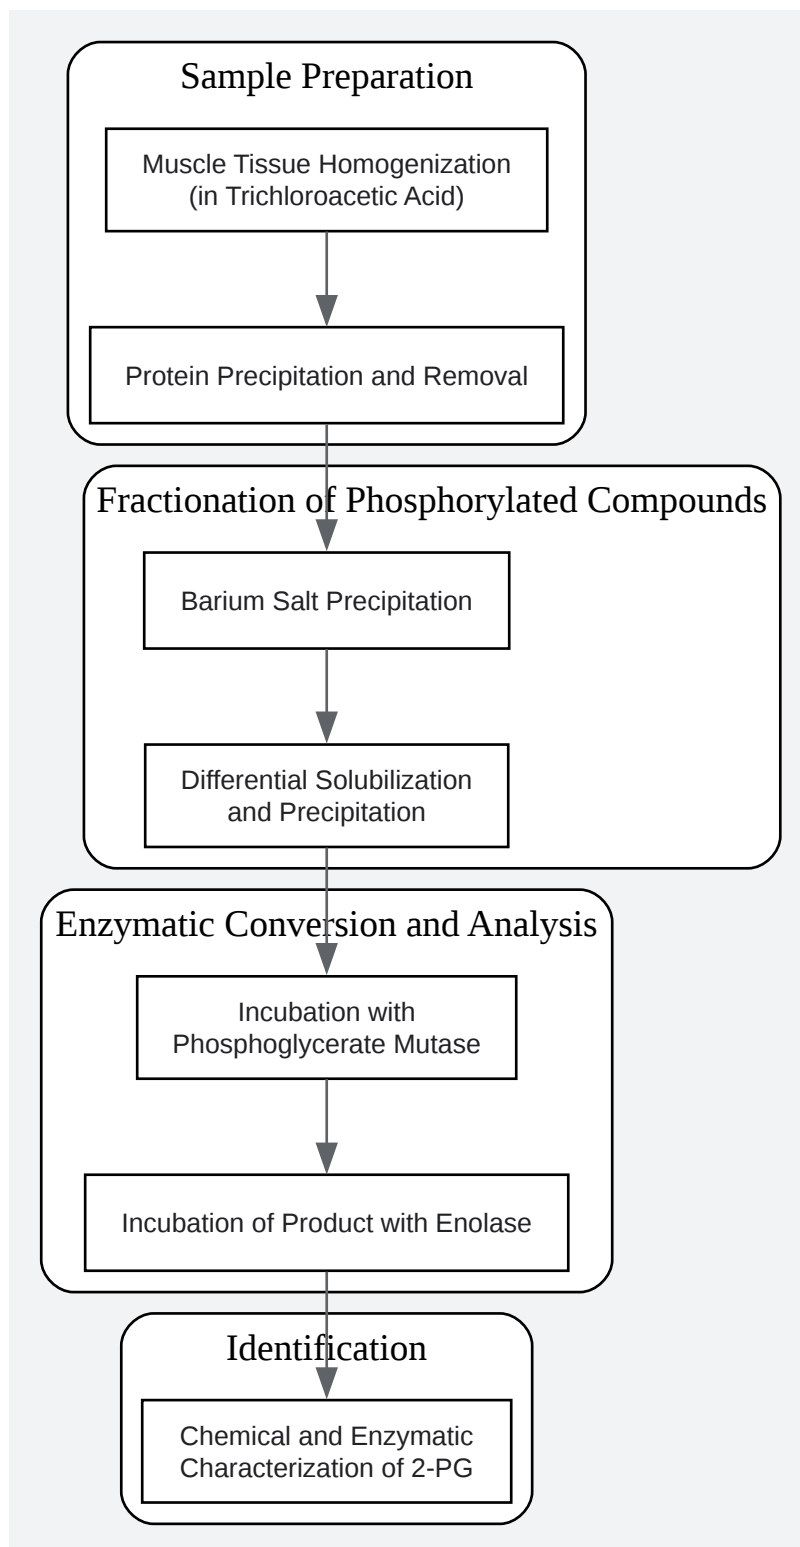 Sample Preparation
Muscle Tissue Homogenization
(in Trichloroacetic Acid)
Protein Precipitation and Removal
Fractionation of Phosphorylated Compounds
Barium Salt Precipitation
Differential Solubilization
and Precipitation
Enzymatic Conversion and Analysis
Incubation with
Phosphoglycerate Mutase
Incubation of Product with Enolase
Identification
Chemical and Enzymatic
Characterization of 2-PG